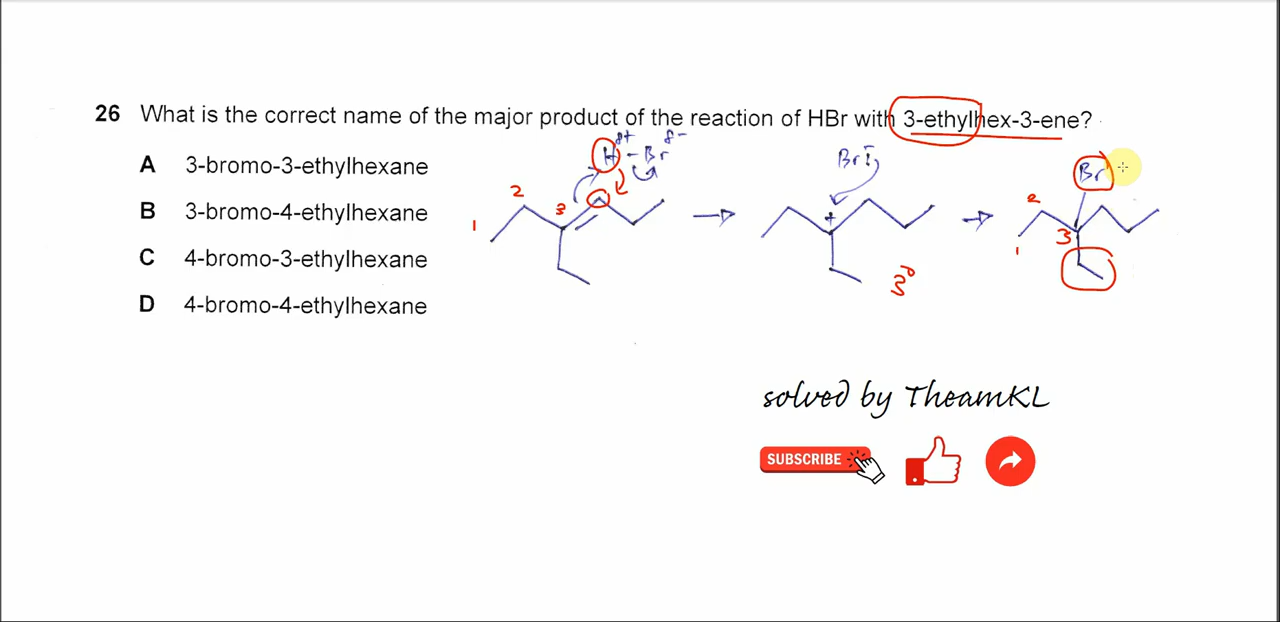 26 What is the correct name of the major product of the reaction of HBr with 3-ethylhex-3-ene?
A 3-bromo-3-ethylhexane
B 3-bromo-4-ethylhexane
C 4-bromo-3-ethylhexane
D 4-bromo-4-ethylhexane
δ+ δ-
H - Br
1 2 3
Br:-
+
3°
Br
1 2 3
solved by TheamKL
SUBSCRIBE